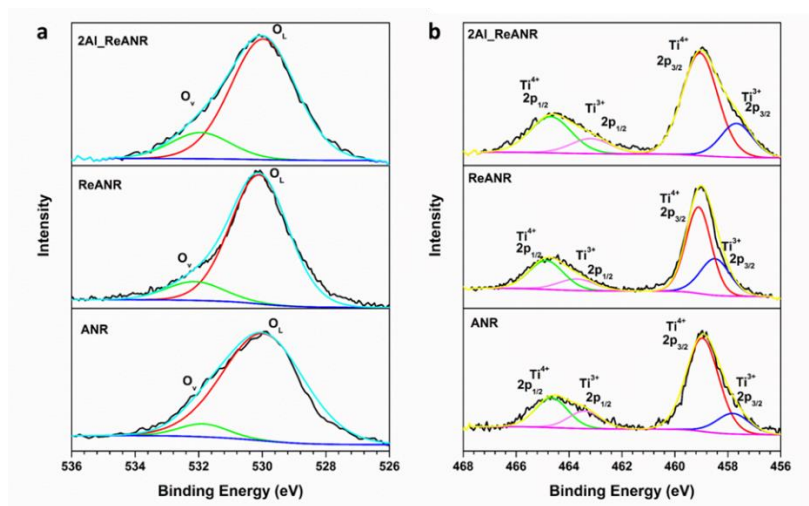 a
2Al_ReANR
O_L
O_v
ReANR
O_L
O_v
ANR
O_L
O_v
Intensity
536 534 532 530 528 526
Binding Energy (eV)
b
2Al_ReANR
Ti⁴⁺
2p₃/₂
Ti³⁺
2p₃/₂
Ti⁴⁺
2p₁/₂
Ti³⁺
2p₁/₂
ReANR
Ti⁴⁺
2p₃/₂
Ti³⁺
2p₃/₂
Ti⁴⁺
2p₁/₂
Ti³⁺
2p₁/₂
ANR
Ti⁴⁺
2p₃/₂
Ti³⁺
2p₃/₂
Ti⁴⁺
2p₁/₂
Ti³⁺
2p₁/₂
Intensity
468 466 464 462 460 458 456
Binding Energy (eV)